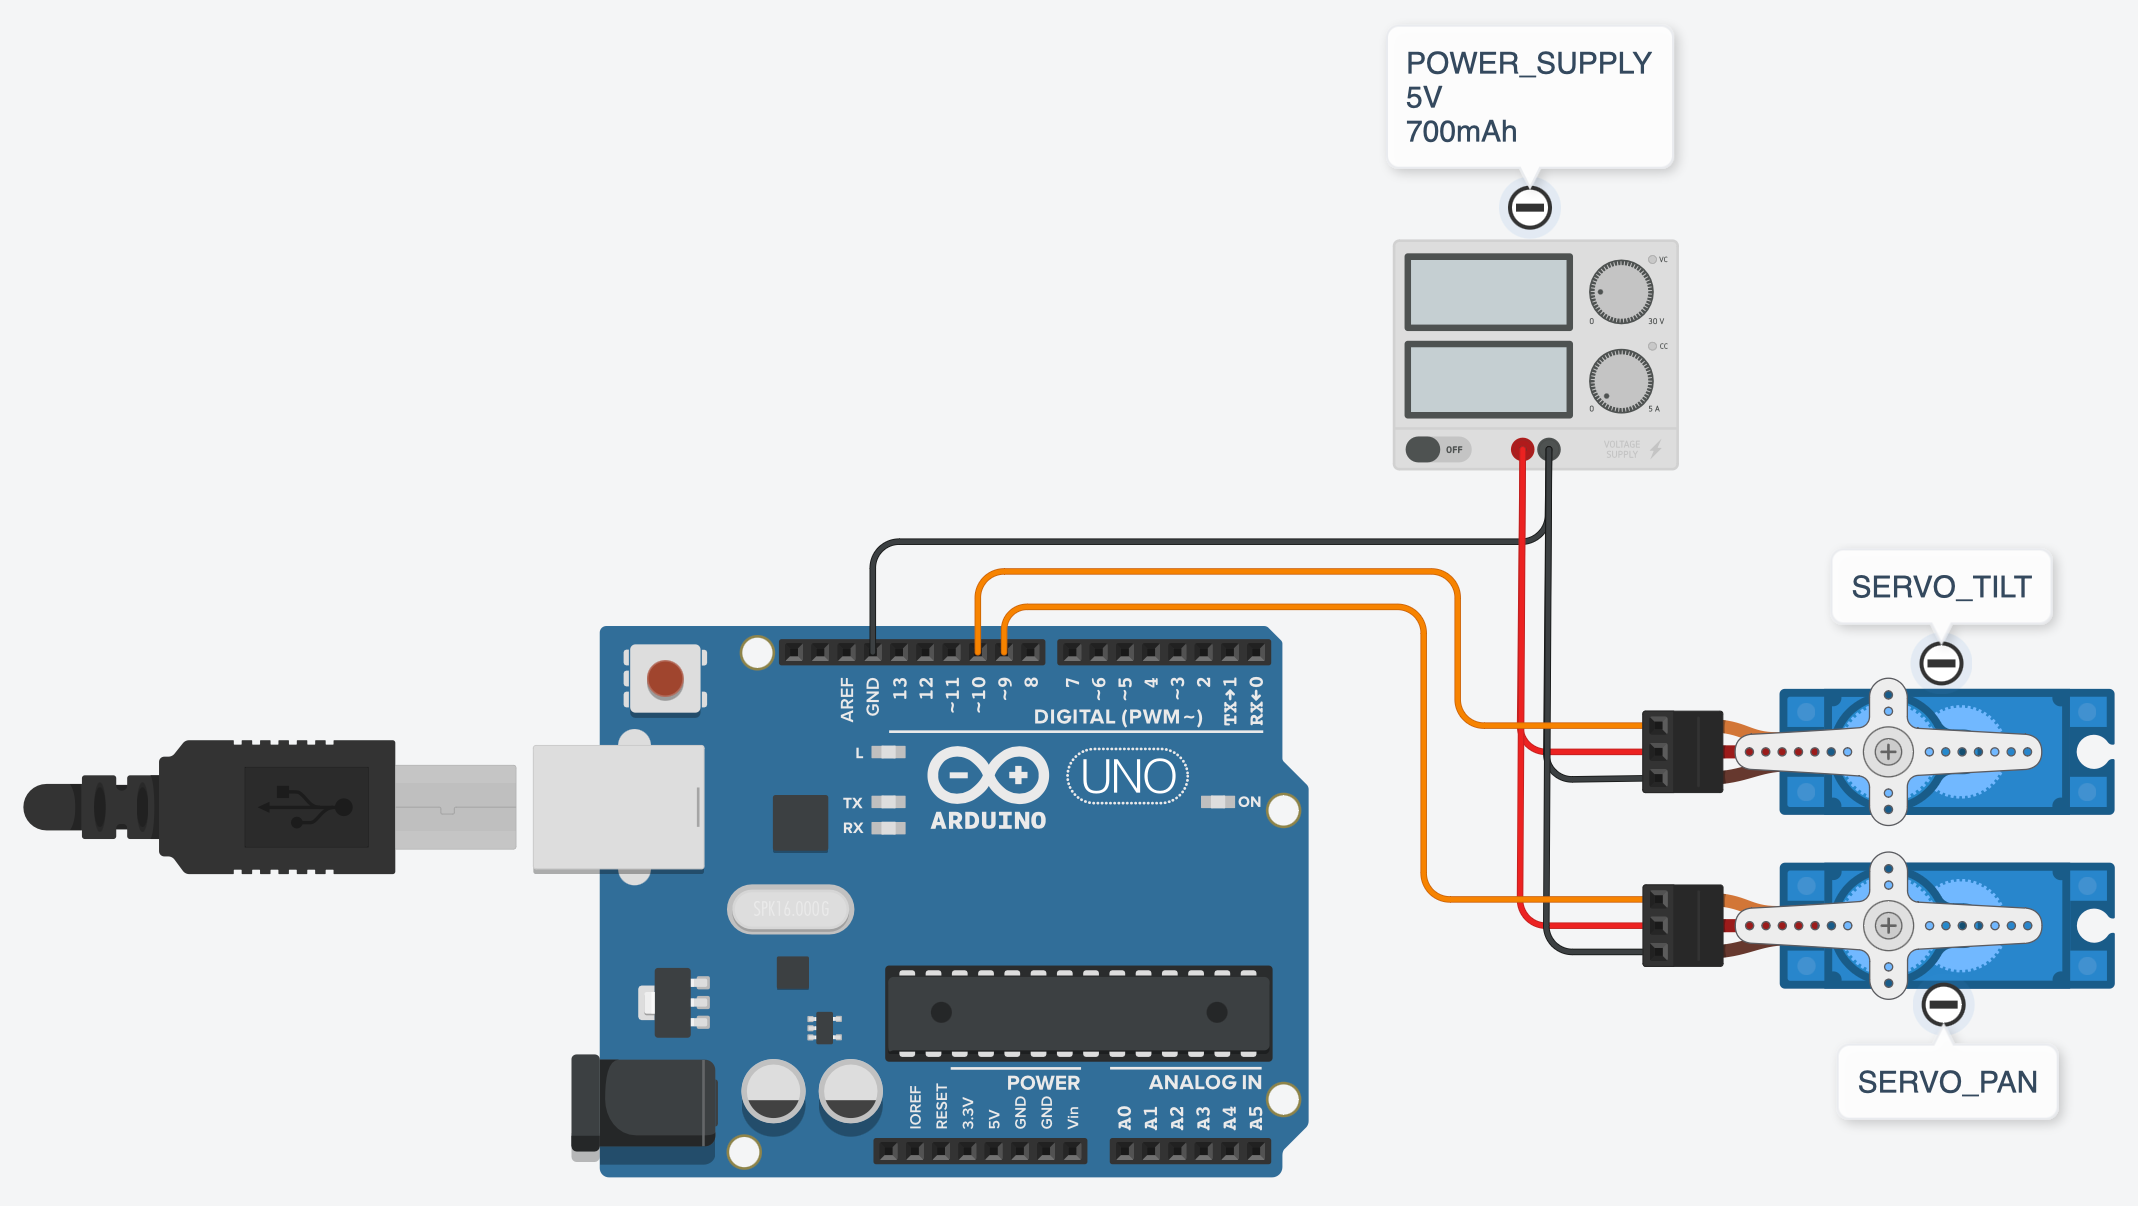 POWER_SUPPLY
5V
700mAh
VC
0
30 V
CC
0
5 A
OFF
VOLTAGE
SUPPLY
SERVO_TILT
AREF
GND
13
12
~11
~10
~9
8
7
~6
~5
4
~3
2
TX→1
RX←0
DIGITAL (PWM~)
L
TX
RX
ARDUINO
UNO
ON
SPK16.000G
POWER
ANALOG IN
IOREF
RESET
3.3V
5V
GND
GND
Vin
A0
A1
A2
A3
A4
A5
SERVO_PAN